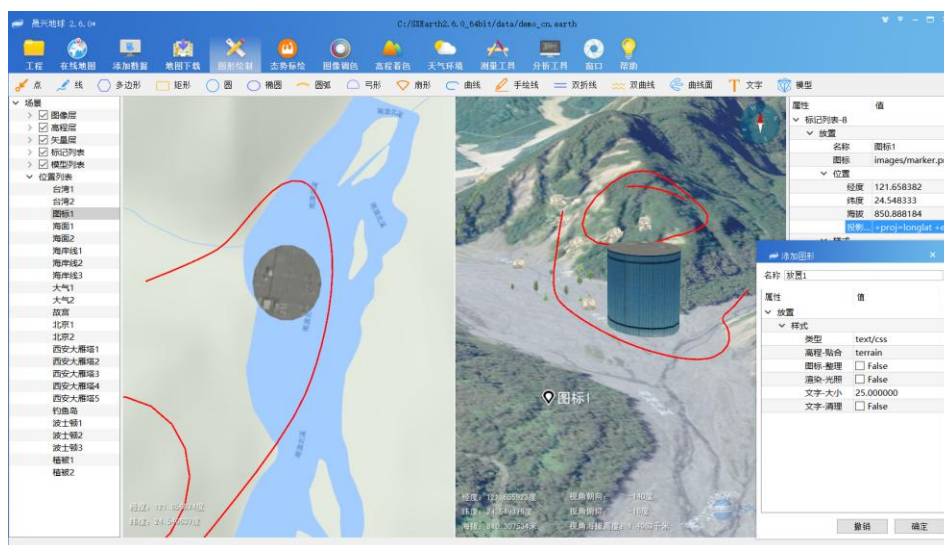 晟兴地球 2.6.0*
C:/SXEarth2.6.0_64bit/data/demo_cn.earth
工程 在线地图 添加数据 地图下载 图形绘制 态势标绘 图像调色 高程着色 天气环境 测量工具 分析工具 窗口 帮助
点 线 多边形 矩形 圆 椭圆 圆弧 弓形 扇形 曲线 手绘线 双折线 双曲线 曲线面 文字 模型
场景
图像层
高程层
矢量层
标记列表
模型列表
位置列表
台湾1
台湾2
图标1
海面1
海面2
海岸线1
海岸线2
海岸线3
大气1
大气2
故宫
北京1
北京2
西安大雁塔1
西安大雁塔2
西安大雁塔3
西安大雁塔4
西安大雁塔5
钓鱼岛
波士顿1
波士顿2
波士顿3
植被1
植被2
图标1
属性 值
标记列表-8
放置
名称 图标1
图标 images/marker.p
位置
经度 121.658382
纬度 24.548333
海拔 850.888184
投影... +proj=longlat +e
添加图形
名称 放置1
属性 值
放置
样式
类型 text/css
高程-贴合 terrain
图标-整理 False
渲染-光照 False
文字-大小 25.000000
文字-清理 False
撤销 确定